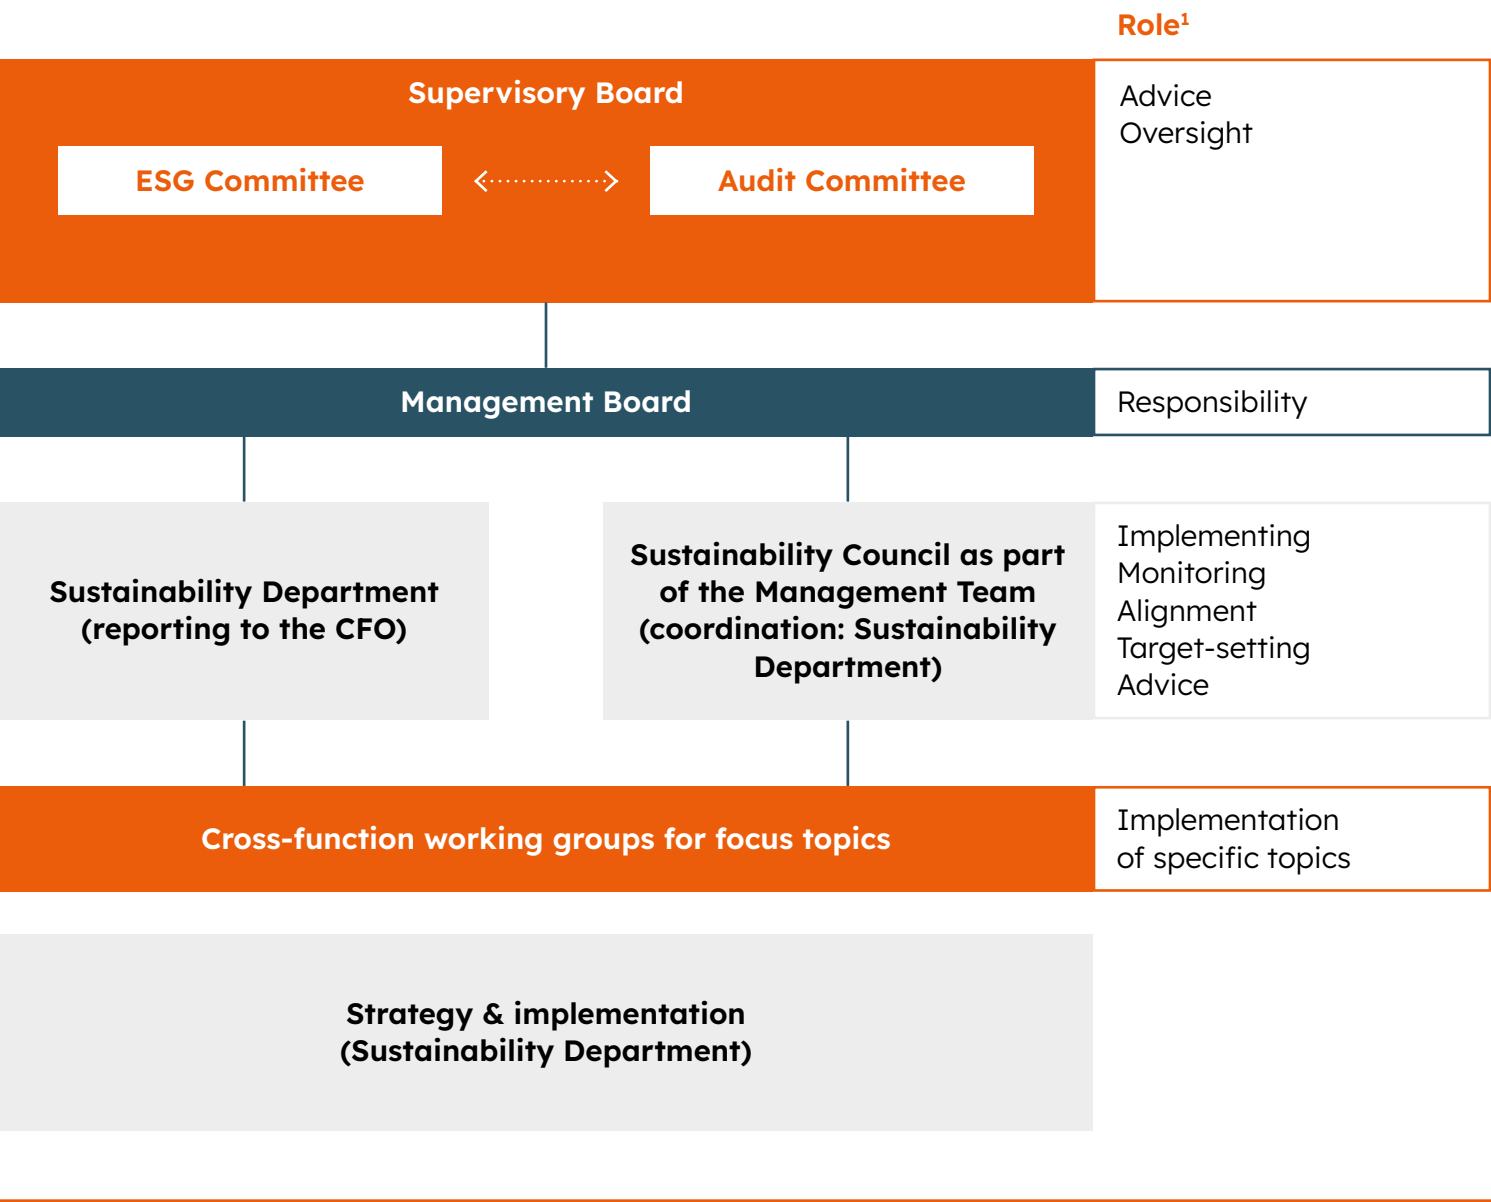 Role¹
Supervisory Board
Advice
Oversight
ESG Committee
Audit Committee
Management Board
Responsibility
Sustainability Department
(reporting to the CFO)
Sustainability Council as part
of the Management Team
(coordination: Sustainability
Department)
Implementing
Monitoring
Alignment
Target-setting
Advice
Cross-function working groups for focus topics
Implementation
of specific topics
Strategy & implementation
(Sustainability Department)